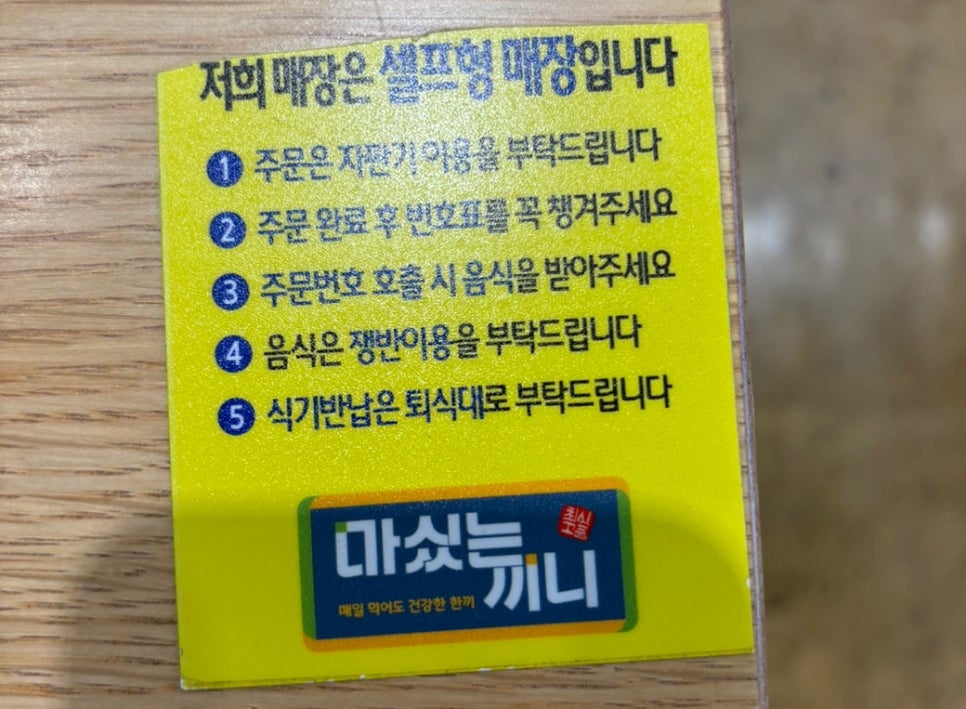 저희 매장은 셀프형 매장입니다
1 주문은 자판기 이용을 부탁드립니다
2 주문 완료 후 번호표를 꼭 챙겨주세요
3 주문번호 호출 시 음식을 받아주세요
4 음식은 쟁반이용을 부탁드립니다
5 식기반납은 퇴식대로 부탁드립니다
마싯는
끼니
매일 먹어도 건강한 한끼